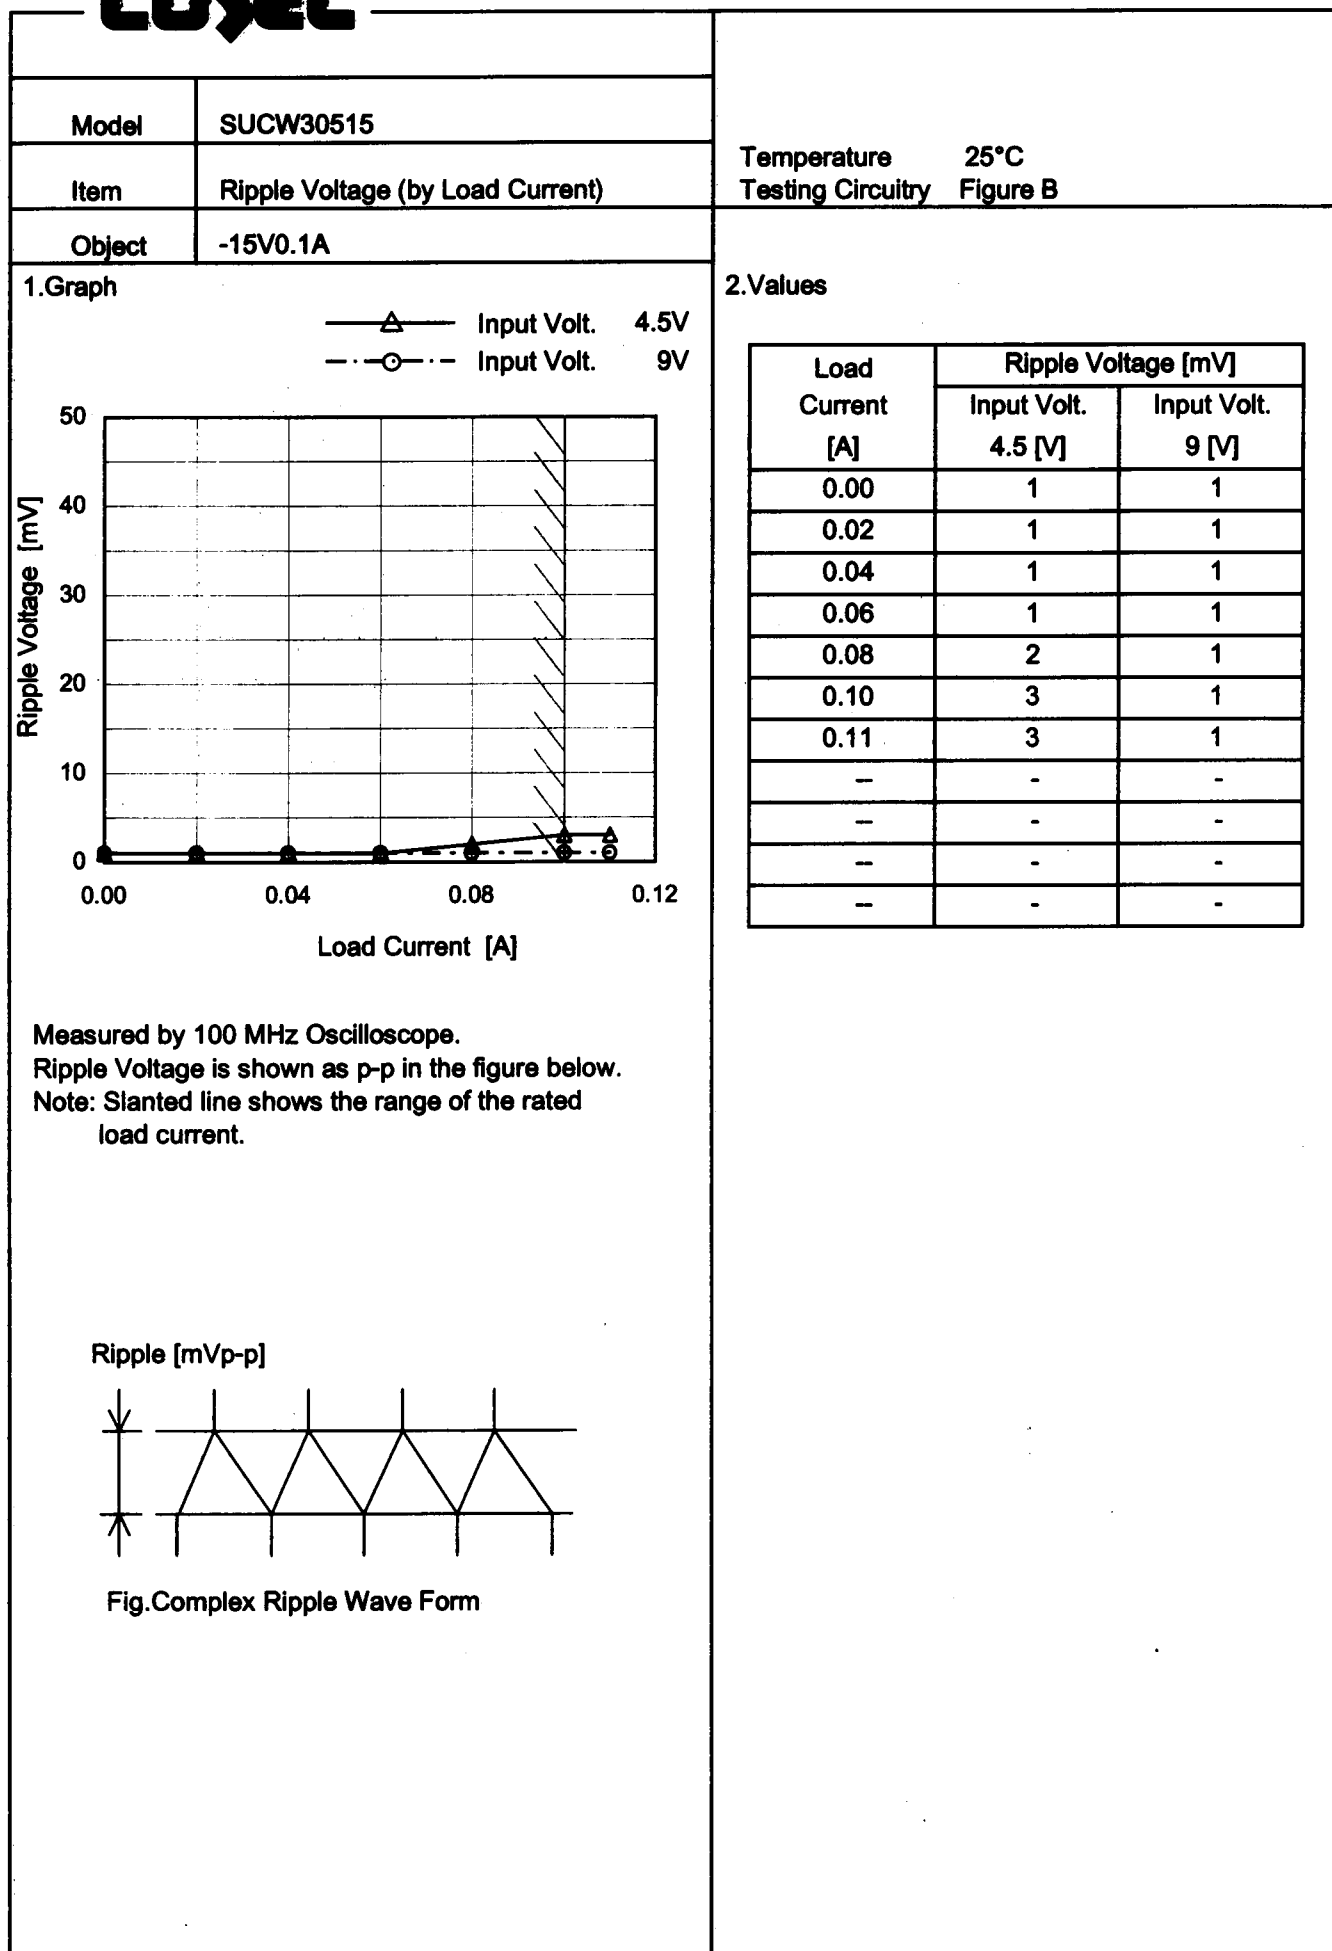 COSEL
Model SUCW30515
Item Ripple Voltage (by Load Current)
Object -15V0.1A
Temperature 25°C
Testing Circuitry Figure B
1.Graph
Input Volt. 4.5V
Input Volt. 9V
50
40
30
20
10
0
Ripple Voltage [mV]
0.00 0.04 0.08 0.12
Load Current [A]
Measured by 100 MHz Oscilloscope.
Ripple Voltage is shown as p-p in the figure below.
Note: Slanted line shows the range of the rated
load current.
Ripple [mVp-p]
Fig.Complex Ripple Wave Form
2.Values
Load Ripple Voltage [mV]
Current Input Volt. Input Volt.
[A] 4.5 [V] 9 [V]
0.00 1 1
0.02 1 1
0.04 1 1
0.06 1 1
0.08 2 1
0.10 3 1
0.11 3 1
-- - -
-- - -
-- - -
-- - -